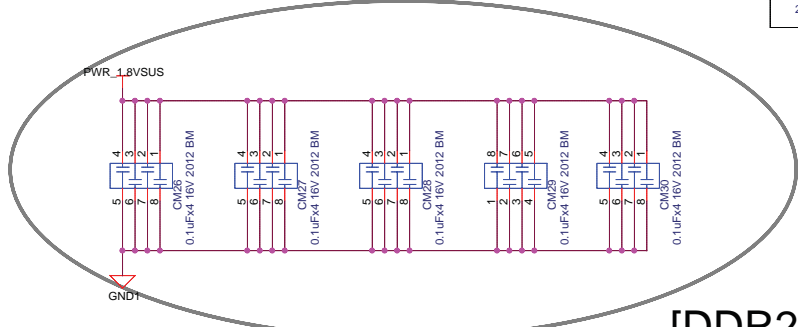 2
PWR_1.8VSUS
4 3 2 1
5 6 7 8
CM26
0.1uFx4 16V 2012 BM
4 3 2 1
5 6 7 8
CM27
0.1uFx4 16V 2012 BM
4 3 2 1
5 6 7 8
CM28
0.1uFx4 16V 2012 BM
8 7 6 5
1 2 3 4
CM29
0.1uFx4 16V 2012 BM
4 3 2 1
5 6 7 8
CM30
0.1uFx4 16V 2012 BM
GND1
[DDR2